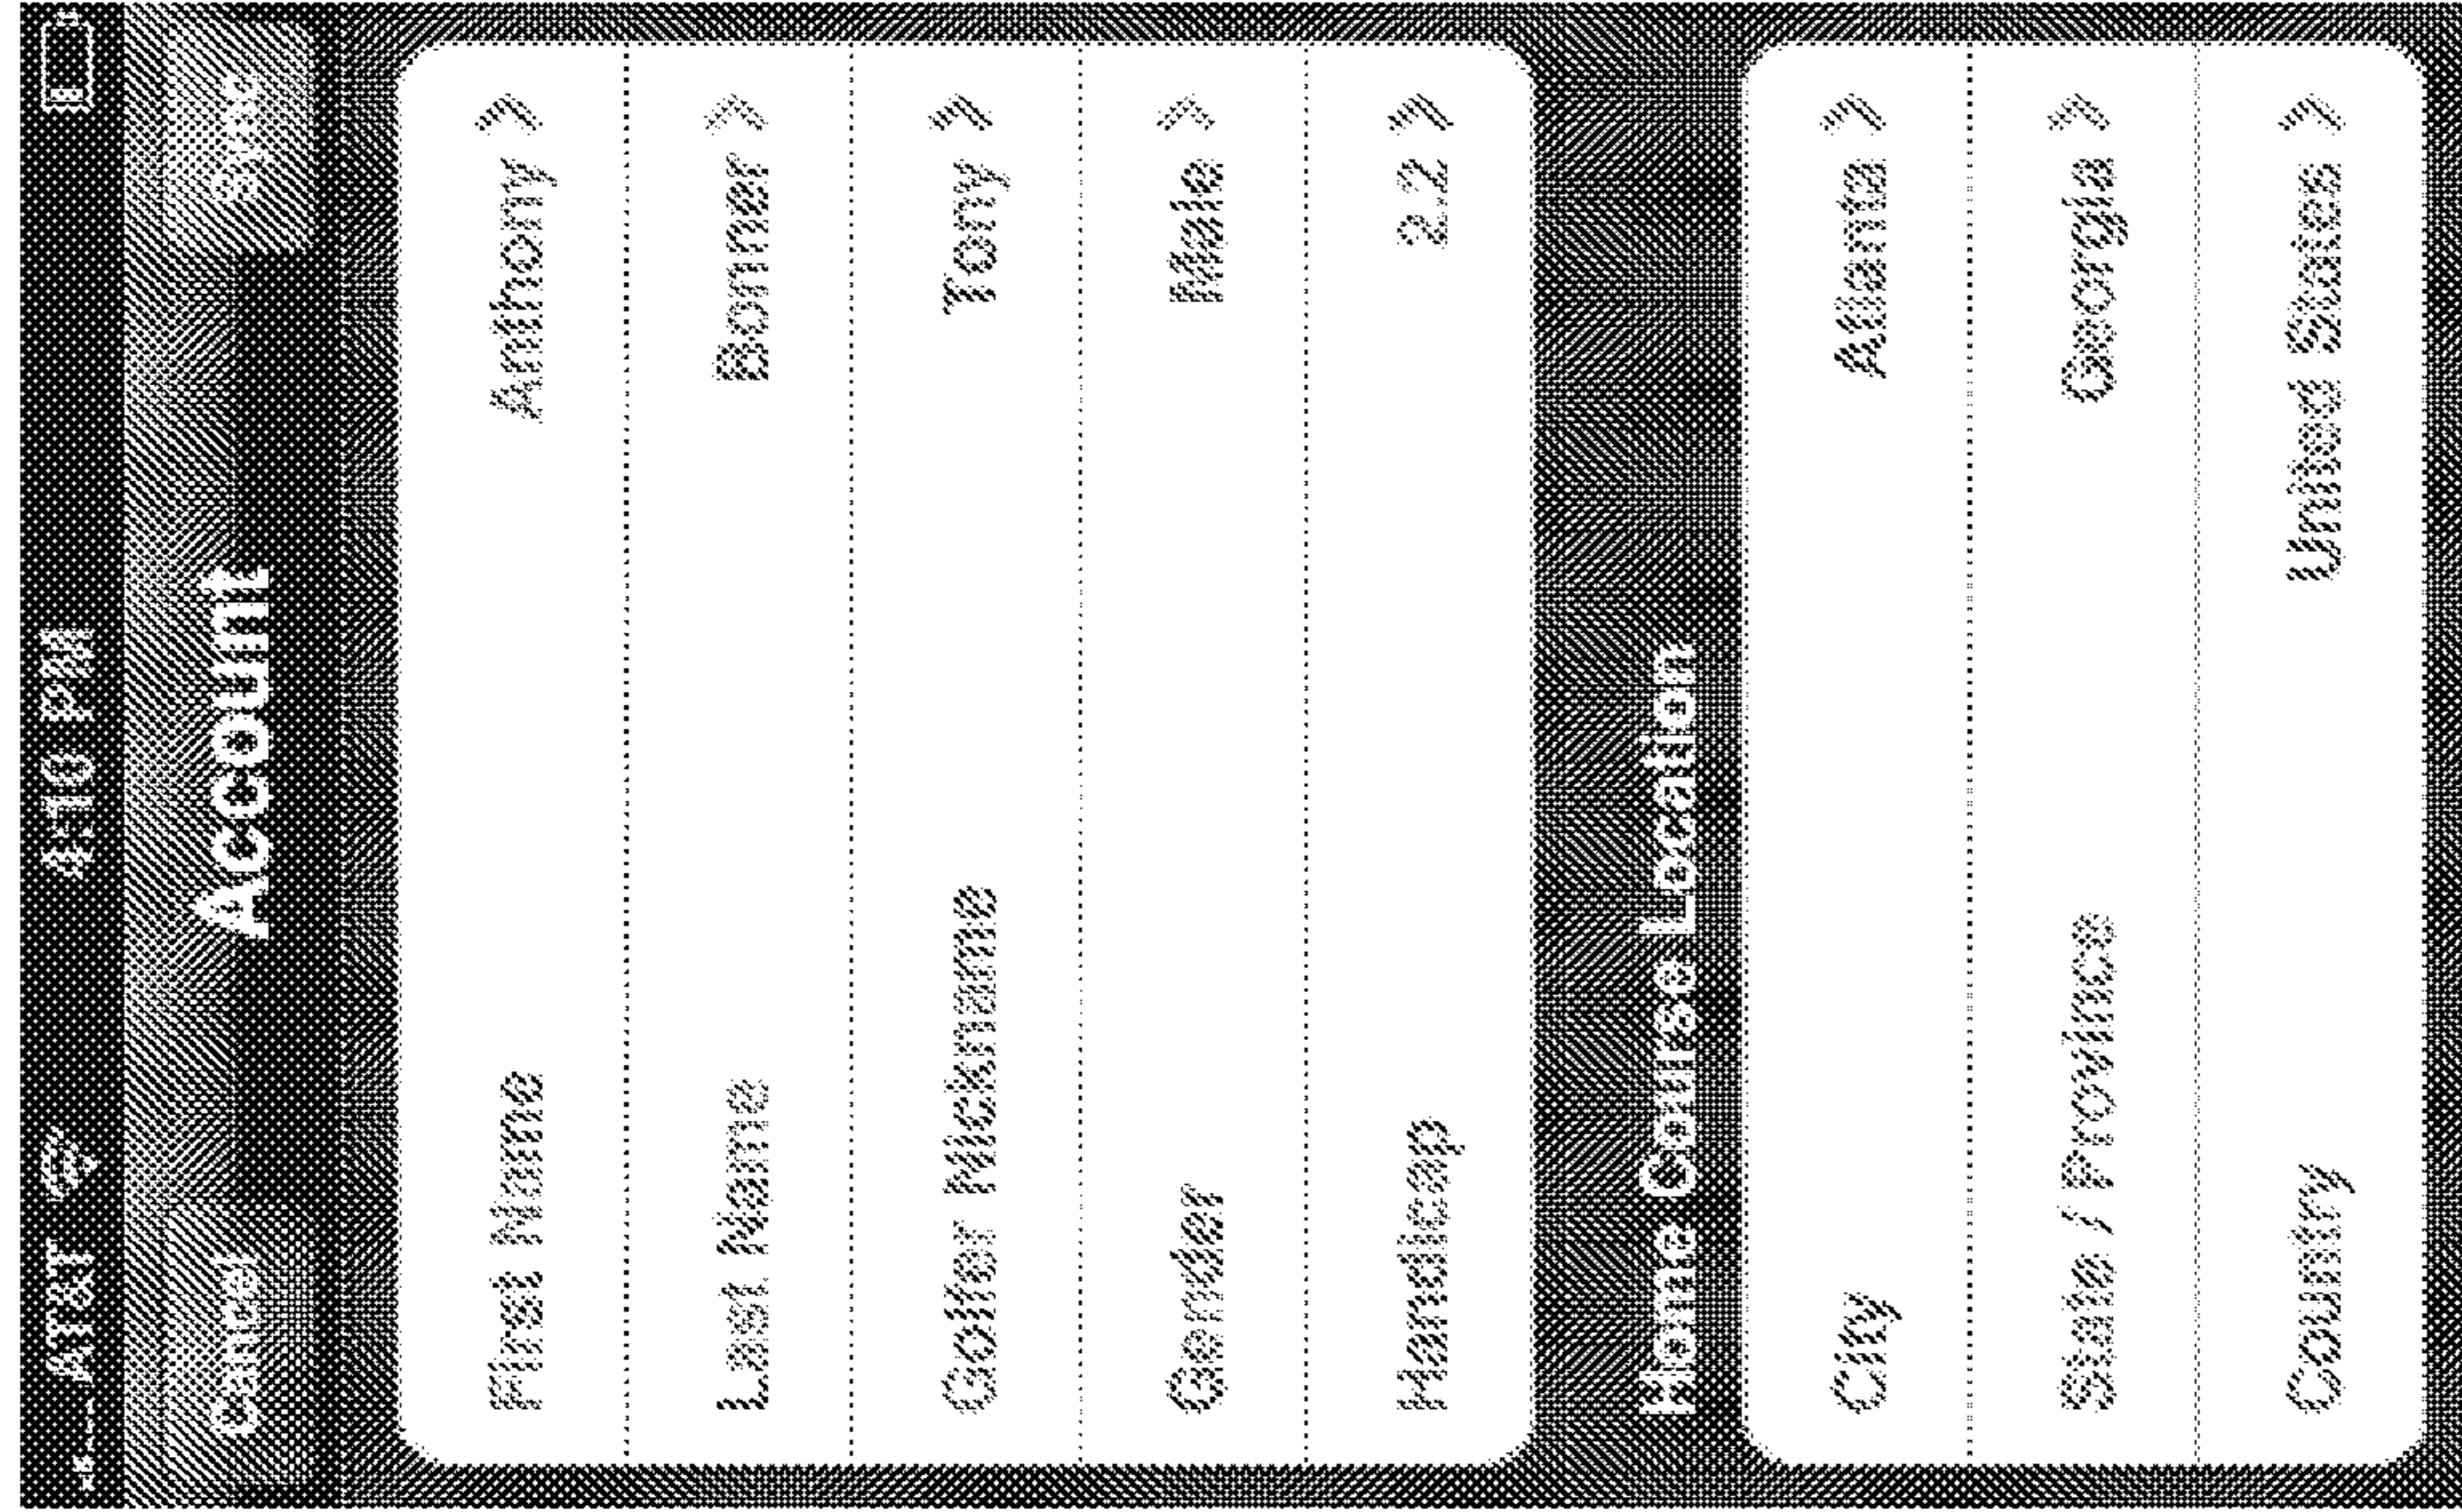 AT&T 4:10 PM
Cancel Account Sync
First Name Anthony
Last Name Bonner
Golfer Nickname Tony
Gender Male
Handicap 2.2
Home Course Location
City Atlanta
State / Province Georgia
Country United States